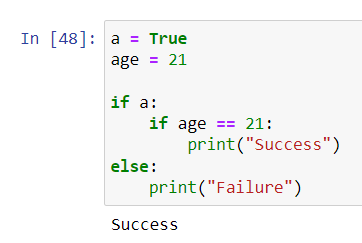 In [48]: a = True
age = 21
if a:
    if age == 21:
        print("Success")
else:
    print("Failure")
Success